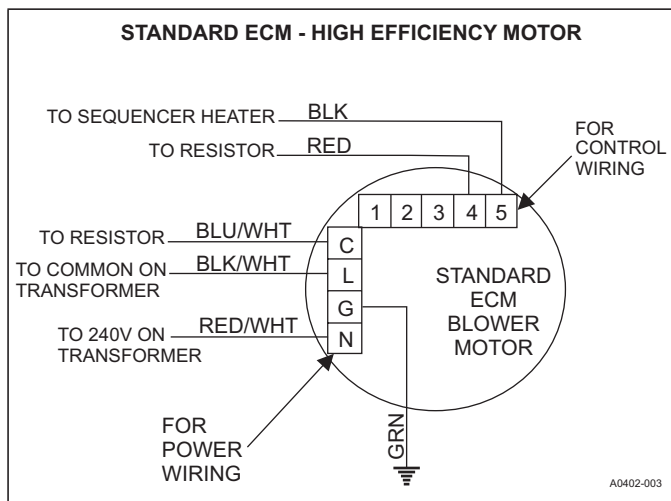 STANDARD ECM - HIGH EFFICIENCY MOTOR
TO SEQUENCER HEATER
BLK
TO RESISTOR
RED
FOR
CONTROL
WIRING
1 2 3 4 5
TO RESISTOR
BLU/WHT
C
TO COMMON ON
TRANSFORMER
BLK/WHT
L
G
TO 240V ON
TRANSFORMER
RED/WHT
N
STANDARD
ECM
BLOWER
MOTOR
FOR
POWER
WIRING
GRN
A0402-003